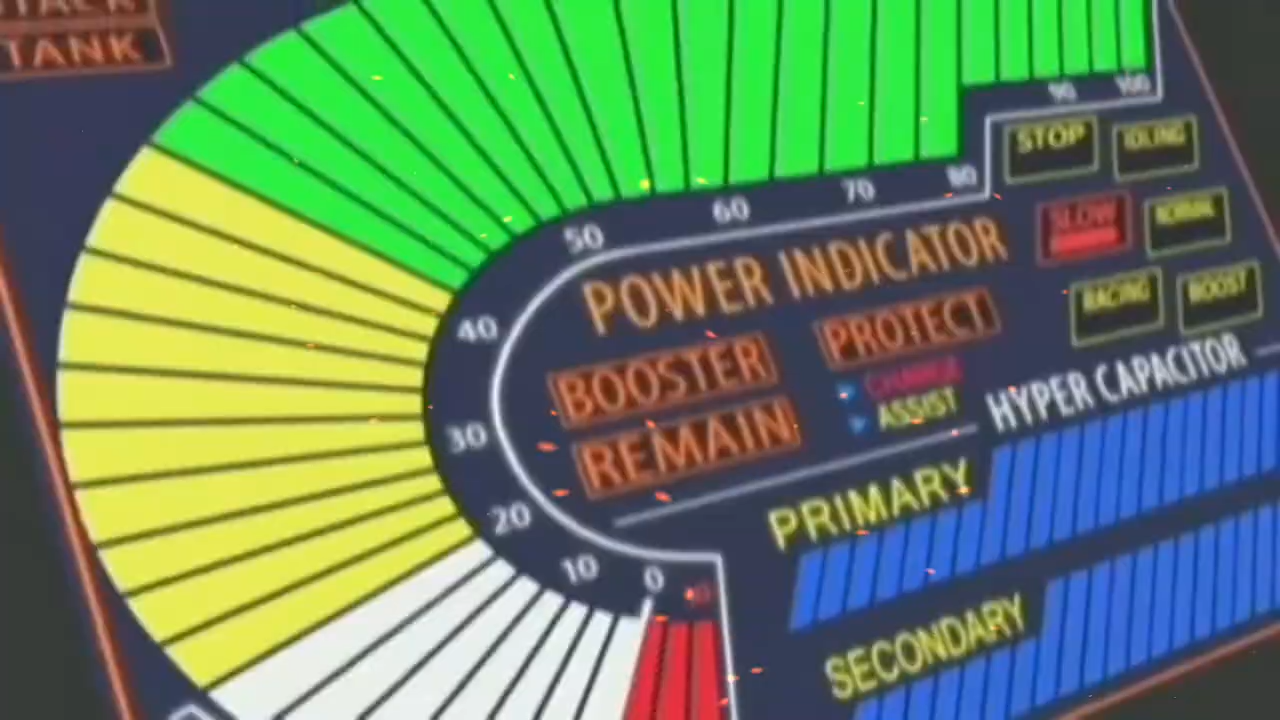 TANK
90 100
STOP IDLING
50 60 70 80
SLOW NORMAL
POWER INDICATOR
RACING BOOST
40
PROTECT
BOOSTER
CHARGE
ASSIST
HYPER CAPACITOR
30
REMAIN
20
PRIMARY
10 0
SECONDARY